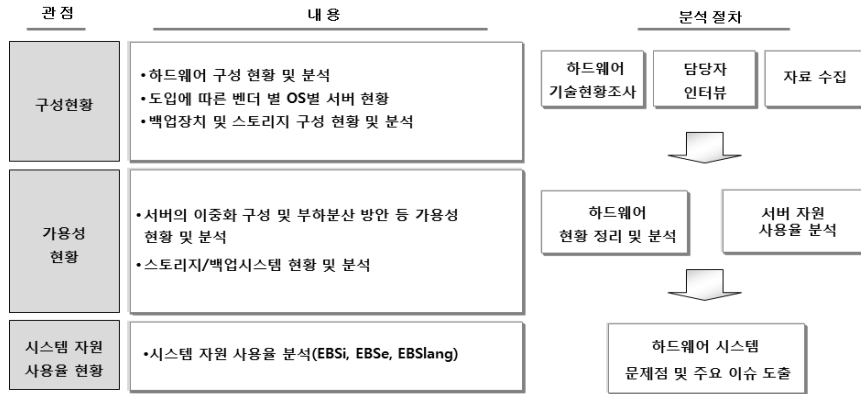 관 점
내 용
분석 절차
구성현황
•하드웨어 구성 현황 및 분석
•도입에 따른 벤더 별 OS별 서버 현황
•백업장치 및 스토리지 구성 현황 및 분석
하드웨어
기술현황조사
담당자
인터뷰
자료 수집
가용성
현황
•서버의 이중화 구성 및 부하분산 방안 등 가용성
현황 및 분석
•스토리지/백업시스템 현황 및 분석
하드웨어
현황 정리 및 분석
서버 자원
사용율 분석
시스템 자원
사용율 현황
•시스템 자원 사용율 분석(EBSi, EBSe, EBSlang)
하드웨어 시스템
문제점 및 주요 이슈 도출